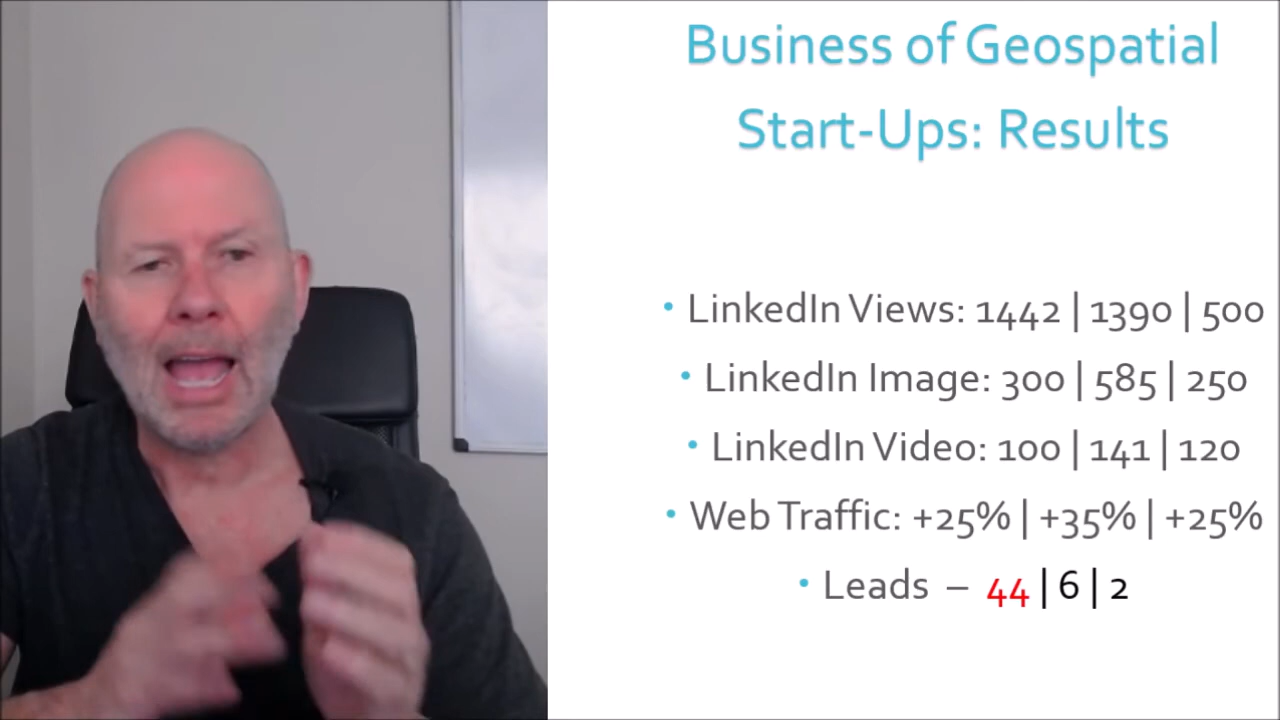 Business of Geospatial
Start-Ups: Results
• LinkedIn Views: 1442 | 1390 | 500
• LinkedIn Image: 300 | 585 | 250
• LinkedIn Video: 100 | 141 | 120
• Web Traffic: +25% | +35% | +25%
• Leads – 44 | 6 | 2